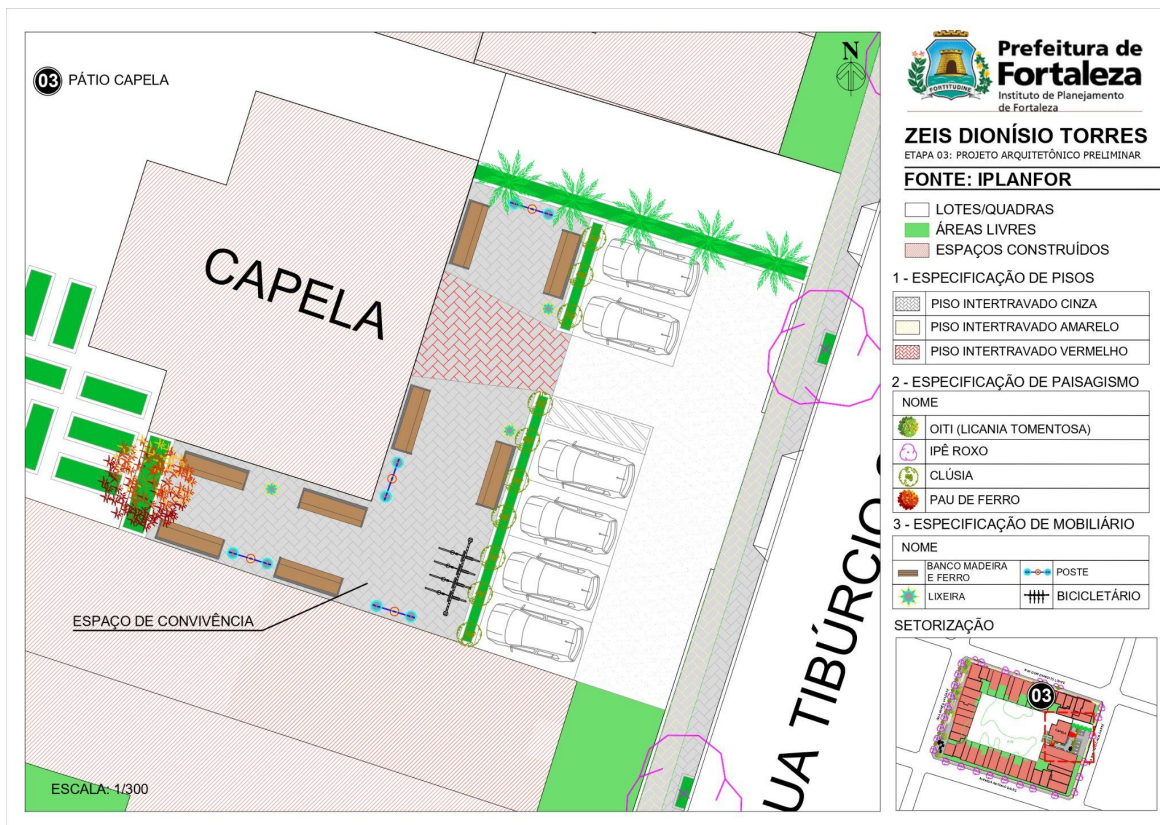 03 PÁTIO CAPELA
N
CAPELA
ESPAÇO DE CONVIVÊNCIA
UA TIBÚRCIO
ESCALA: 1/300
FORTITUDINE
Prefeitura de
Fortaleza
Instituto de Planejamento
de Fortaleza
ZEIS DIONÍSIO TORRES
ETAPA 03: PROJETO ARQUITETÔNICO PRELIMINAR
FONTE: IPLANFOR
LOTES/QUADRAS
ÁREAS LIVRES
ESPAÇOS CONSTRUÍDOS
1 - ESPECIFICAÇÃO DE PISOS
PISO INTERTRAVADO CINZA
PISO INTERTRAVADO AMARELO
PISO INTERTRAVADO VERMELHO
2 - ESPECIFICAÇÃO DE PAISAGISMO
NOME
OITI (LICANIA TOMENTOSA)
IPÊ ROXO
CLÚSIA
PAU DE FERRO
3 - ESPECIFICAÇÃO DE MOBILIÁRIO
NOME
BANCO MADEIRA
E FERRO
POSTE
LIXEIRA
BICICLETÁRIO
SETORIZAÇÃO
03
CAPELA